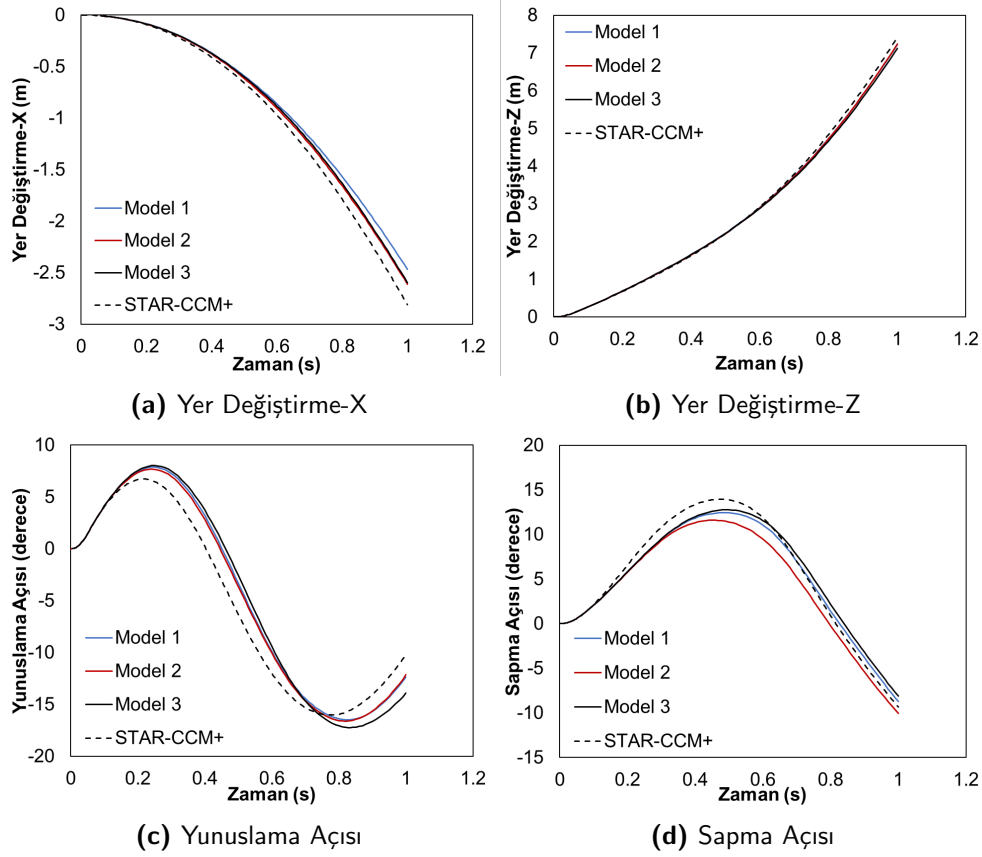 0
-0.5
-1
-1.5
-2
-2.5
-3
Yer Değiştirme-X (m)
Model 1
Model 2
Model 3
STAR-CCM+
0 0.2 0.4 0.6 0.8 1 1.2
Zaman (s)
(a) Yer Değiştirme-X
8
7
6
5
4
3
2
1
0
Yer Değiştirme-Z (m)
Model 1
Model 2
Model 3
STAR-CCM+
0 0.2 0.4 0.6 0.8 1 1.2
Zaman (s)
(b) Yer Değiştirme-Z
10
5
0
-5
-10
-15
-20
Yunuslama Açısı (derece)
Model 1
Model 2
Model 3
STAR-CCM+
0 0.2 0.4 0.6 0.8 1 1.2
Zaman (s)
(c) Yunuslama Açısı
20
15
10
5
0
-5
-10
-15
Sapma Açısı (derece)
Model 1
Model 2
Model 3
STAR-CCM+
0 0.2 0.4 0.6 0.8 1 1.2
Zaman (s)
(d) Sapma Açısı